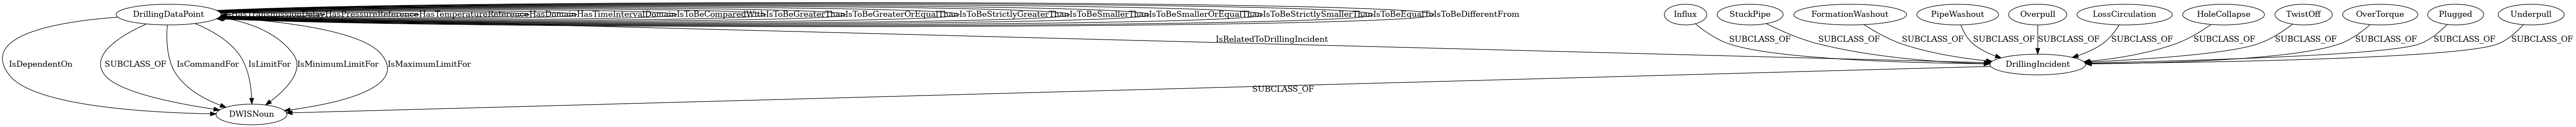 DrillingDataPoint
HasTransmissionDelay
HasPressureReference
HasTemperatureReference
HasDomain
HasTimeIntervalDomain
IsToBeComparedWith
IsToBeGreaterThan
IsToBeGreaterOrEqualThan
IsToBeStrictlyGreaterThan
IsToBeSmallerThan
IsToBeSmallerOrEqualThan
IsToBeStrictlySmallerThan
IsToBeEqualTo
IsToBeDifferentFrom
Influx
StuckPipe
FormationWashout
PipeWashout
Overpull
LossCirculation
HoleCollapse
TwistOff
OverTorque
Plugged
Underpull
IsRelatedToDrillingIncident
SUBCLASS_OF
SUBCLASS_OF
SUBCLASS_OF
SUBCLASS_OF
SUBCLASS_OF
SUBCLASS_OF
SUBCLASS_OF
SUBCLASS_OF
SUBCLASS_OF
SUBCLASS_OF
SUBCLASS_OF
IsDependentOn
SUBCLASS_OF
IsCommandFor
IsLimitFor
IsMinimumLimitFor
IsMaximumLimitFor
DrillingIncident
SUBCLASS_OF
DWISNoun